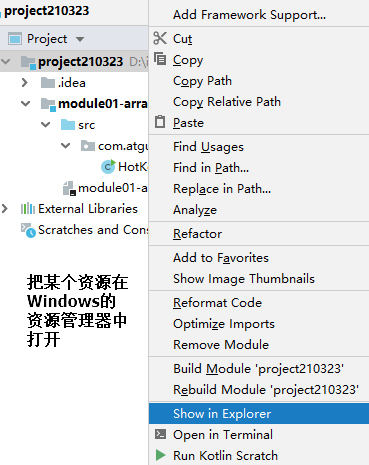 project210323
Project
project210323 D:\i
.idea
module01-arra
src
com.atgu
HotK
module01-a
External Libraries
Scratches and Cons
把某个资源在
Windows的
资源管理器中
打开
Add Framework Support...
Cut
Copy
Copy Path
Copy Relative Path
Paste
Find Usages
Find in Path...
Replace in Path...
Analyze
Refactor
Add to Favorites
Show Image Thumbnails
Reformat Code
Optimize Imports
Remove Module
Build Module 'project210323'
Rebuild Module 'project210323'
Show in Explorer
Open in Terminal
Run Kotlin Scratch